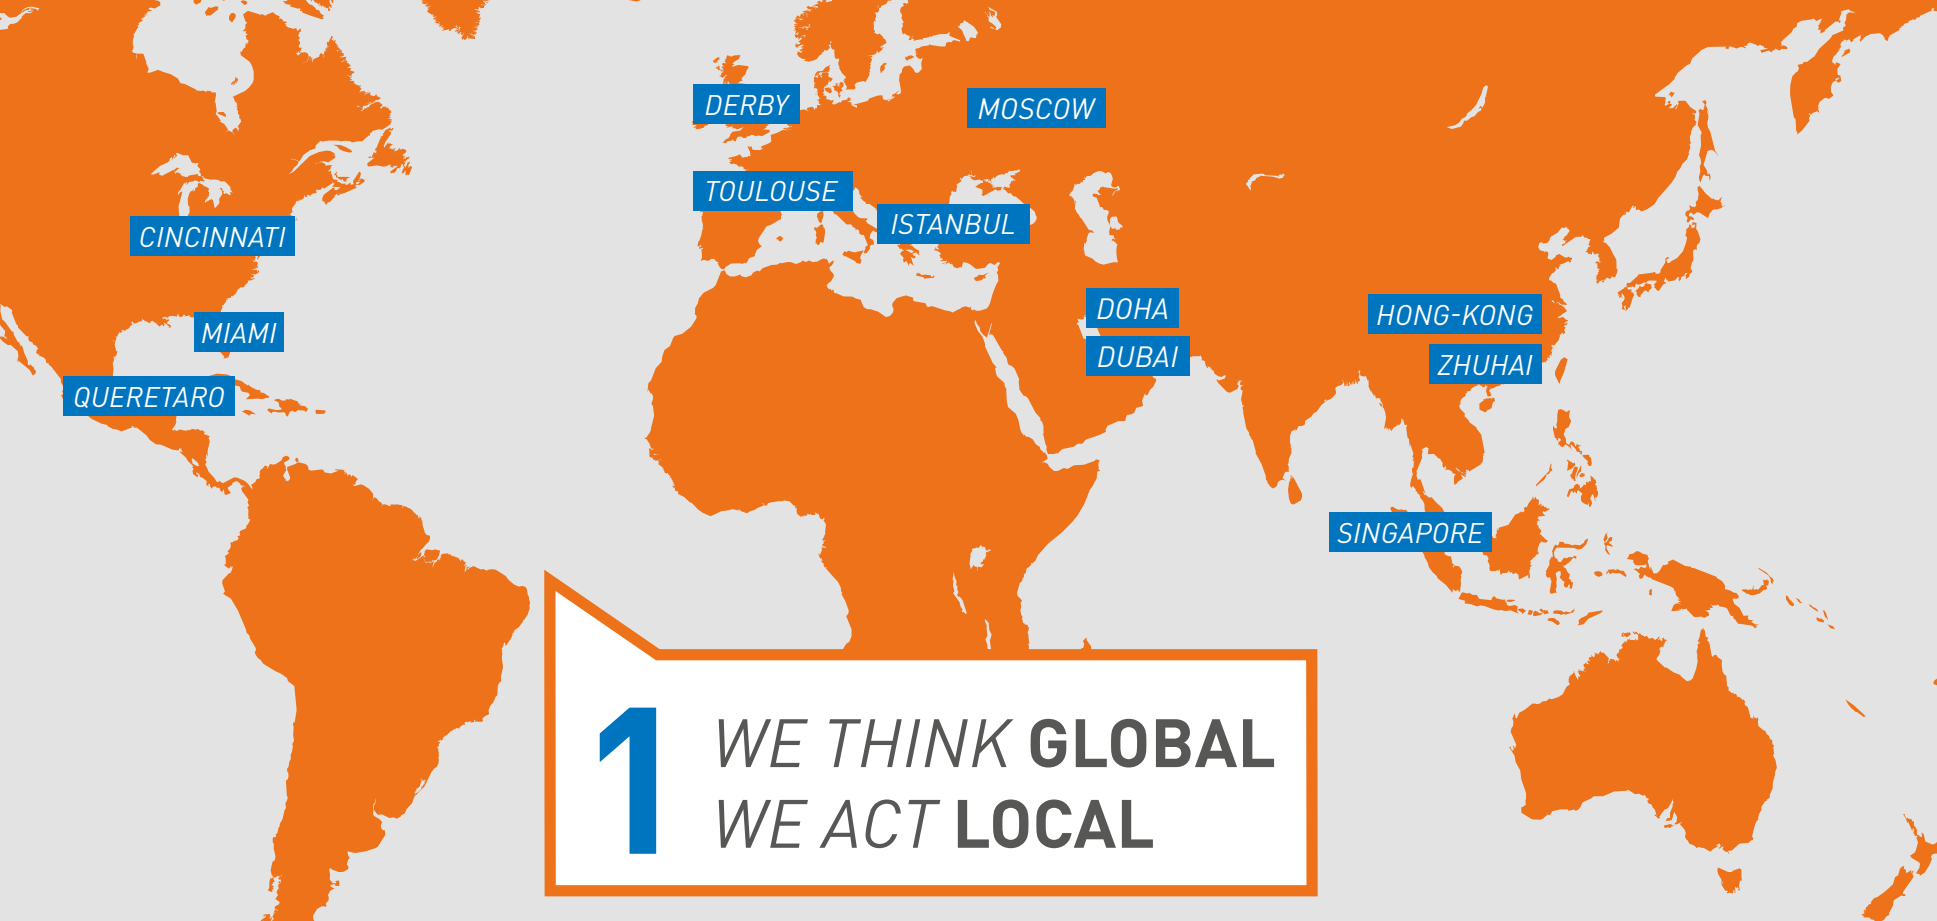 DERBY
MOSCOW
TOULOUSE
ISTANBUL
CINCINNATI
DOHA
HONG-KONG
MIAMI
DUBAI
ZHUHAI
QUERETARO
SINGAPORE
1
WE THINK GLOBAL
WE ACT LOCAL